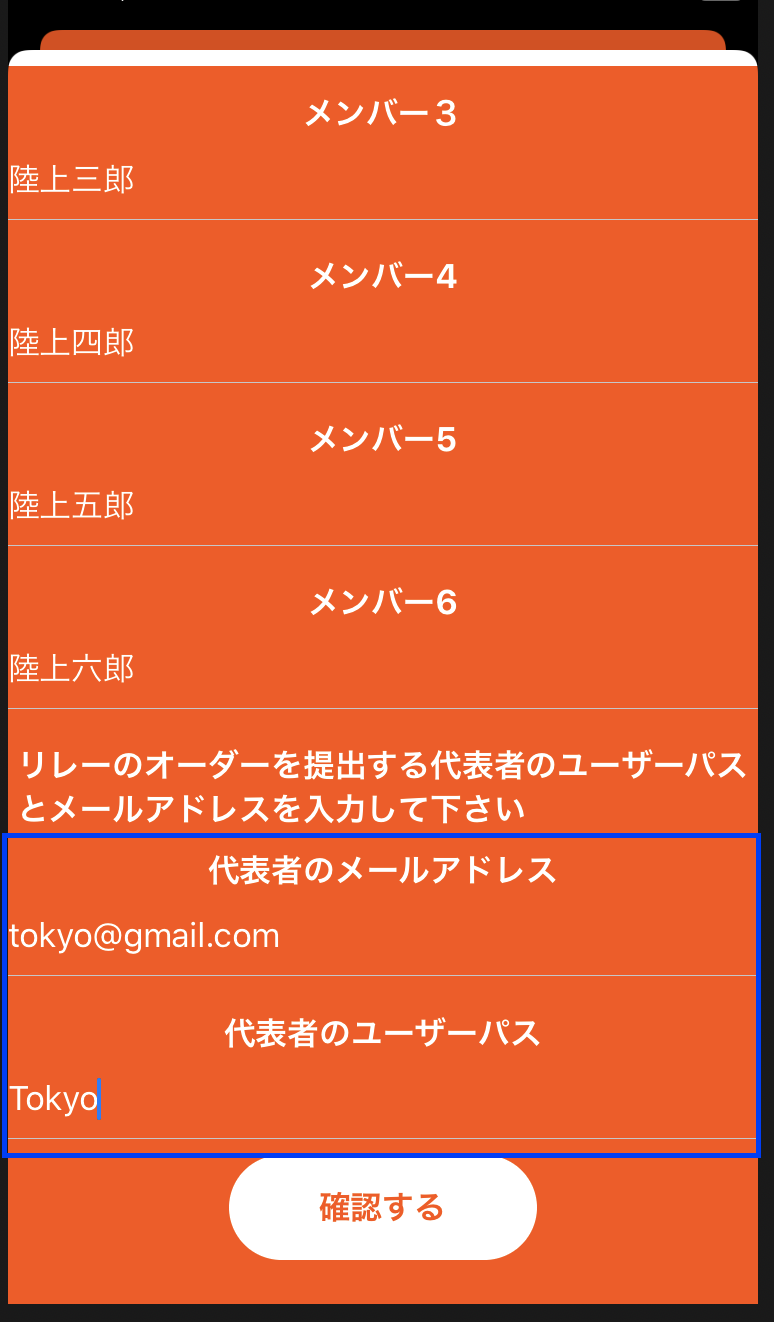 メンバー３
陸上三郎
メンバー4
陸上四郎
メンバー5
陸上五郎
メンバー6
陸上六郎
リレーのオーダーを提出する代表者のユーザーパス
とメールアドレスを入力して下さい
代表者のメールアドレス
tokyo@gmail.com
代表者のユーザーパス
Tokyo
確認する